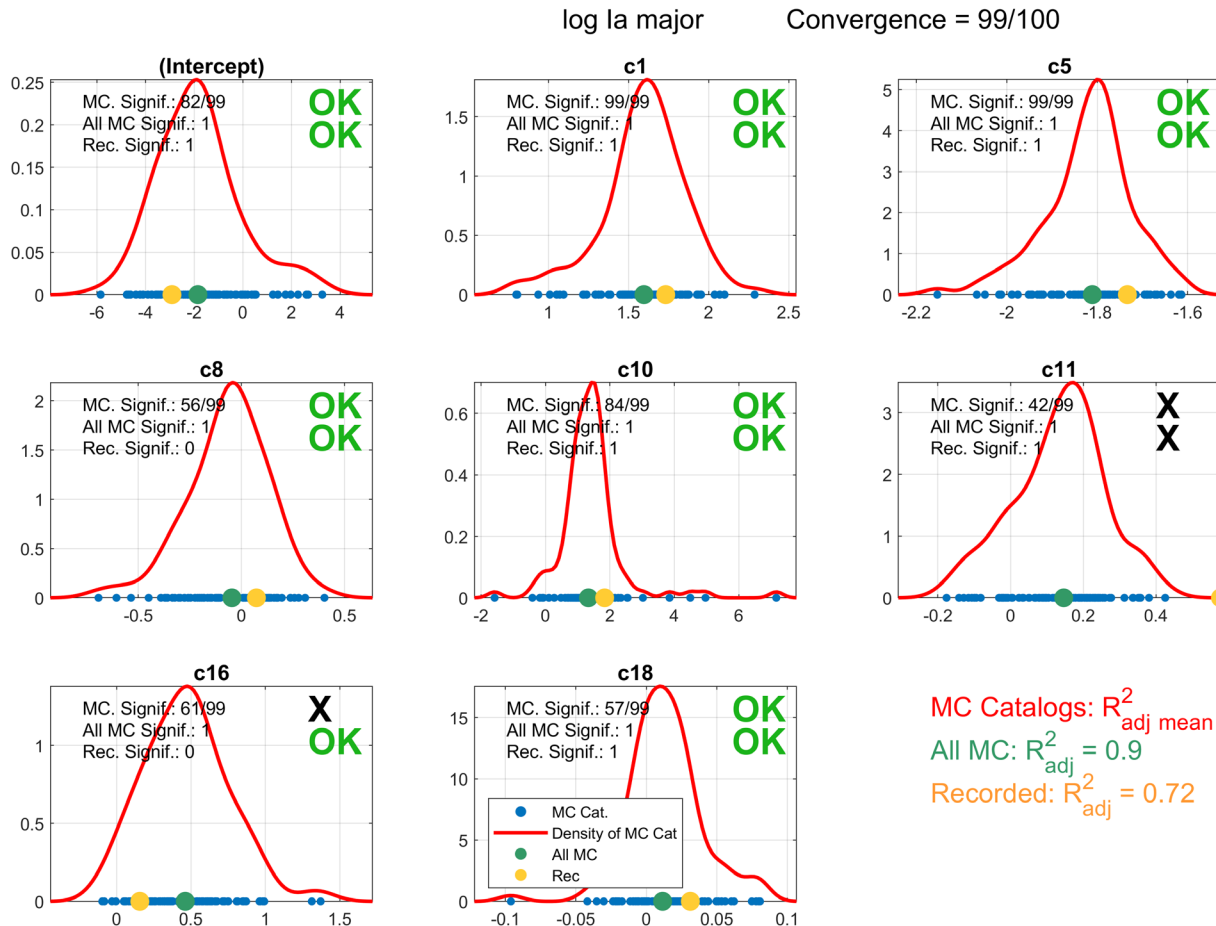 log Ia major Convergence = 99/100
(Intercept)
MC. Signif.: 82/99
All MC Signif.: 1
Rec. Signif.: 1
OK
OK
0.25
0.2
0.15
0.1
0.05
0
-6 -4 -2 0 2 4
c1
MC. Signif.: 99/99
All MC Signif.: 1
Rec. Signif.: 1
OK
OK
1.5
1
0.5
0
1 1.5 2 2.5
c5
MC. Signif.: 99/99
All MC Signif.: 1
Rec. Signif.: 1
OK
OK
5
4
3
2
1
0
-2.2 -2 -1.8 -1.6
c8
MC. Signif.: 56/99
All MC Signif.: 1
Rec. Signif.: 0
OK
OK
2
1.5
1
0.5
0
-0.5 0 0.5
c10
MC. Signif.: 84/99
All MC Signif.: 1
Rec. Signif.: 1
OK
OK
0.6
0.4
0.2
0
-2 0 2 4 6
c11
MC. Signif.: 42/99
All MC Signif.: 1
Rec. Signif.: 1
X
X
3
2
1
0
-0.2 0 0.2 0.4
c16
MC. Signif.: 61/99
All MC Signif.: 1
Rec. Signif.: 0
X
OK
1
0.5
0
0 0.5 1 1.5
c18
MC. Signif.: 57/99
All MC Signif.: 1
Rec. Signif.: 1
OK
OK
15
10
5
0
-0.1 -0.05 0 0.05 0.1
MC Cat.
Density of MC Cat
All MC
Rec
MC Catalogs: R²adj mean
All MC: R²adj = 0.9
Recorded: R²adj = 0.72